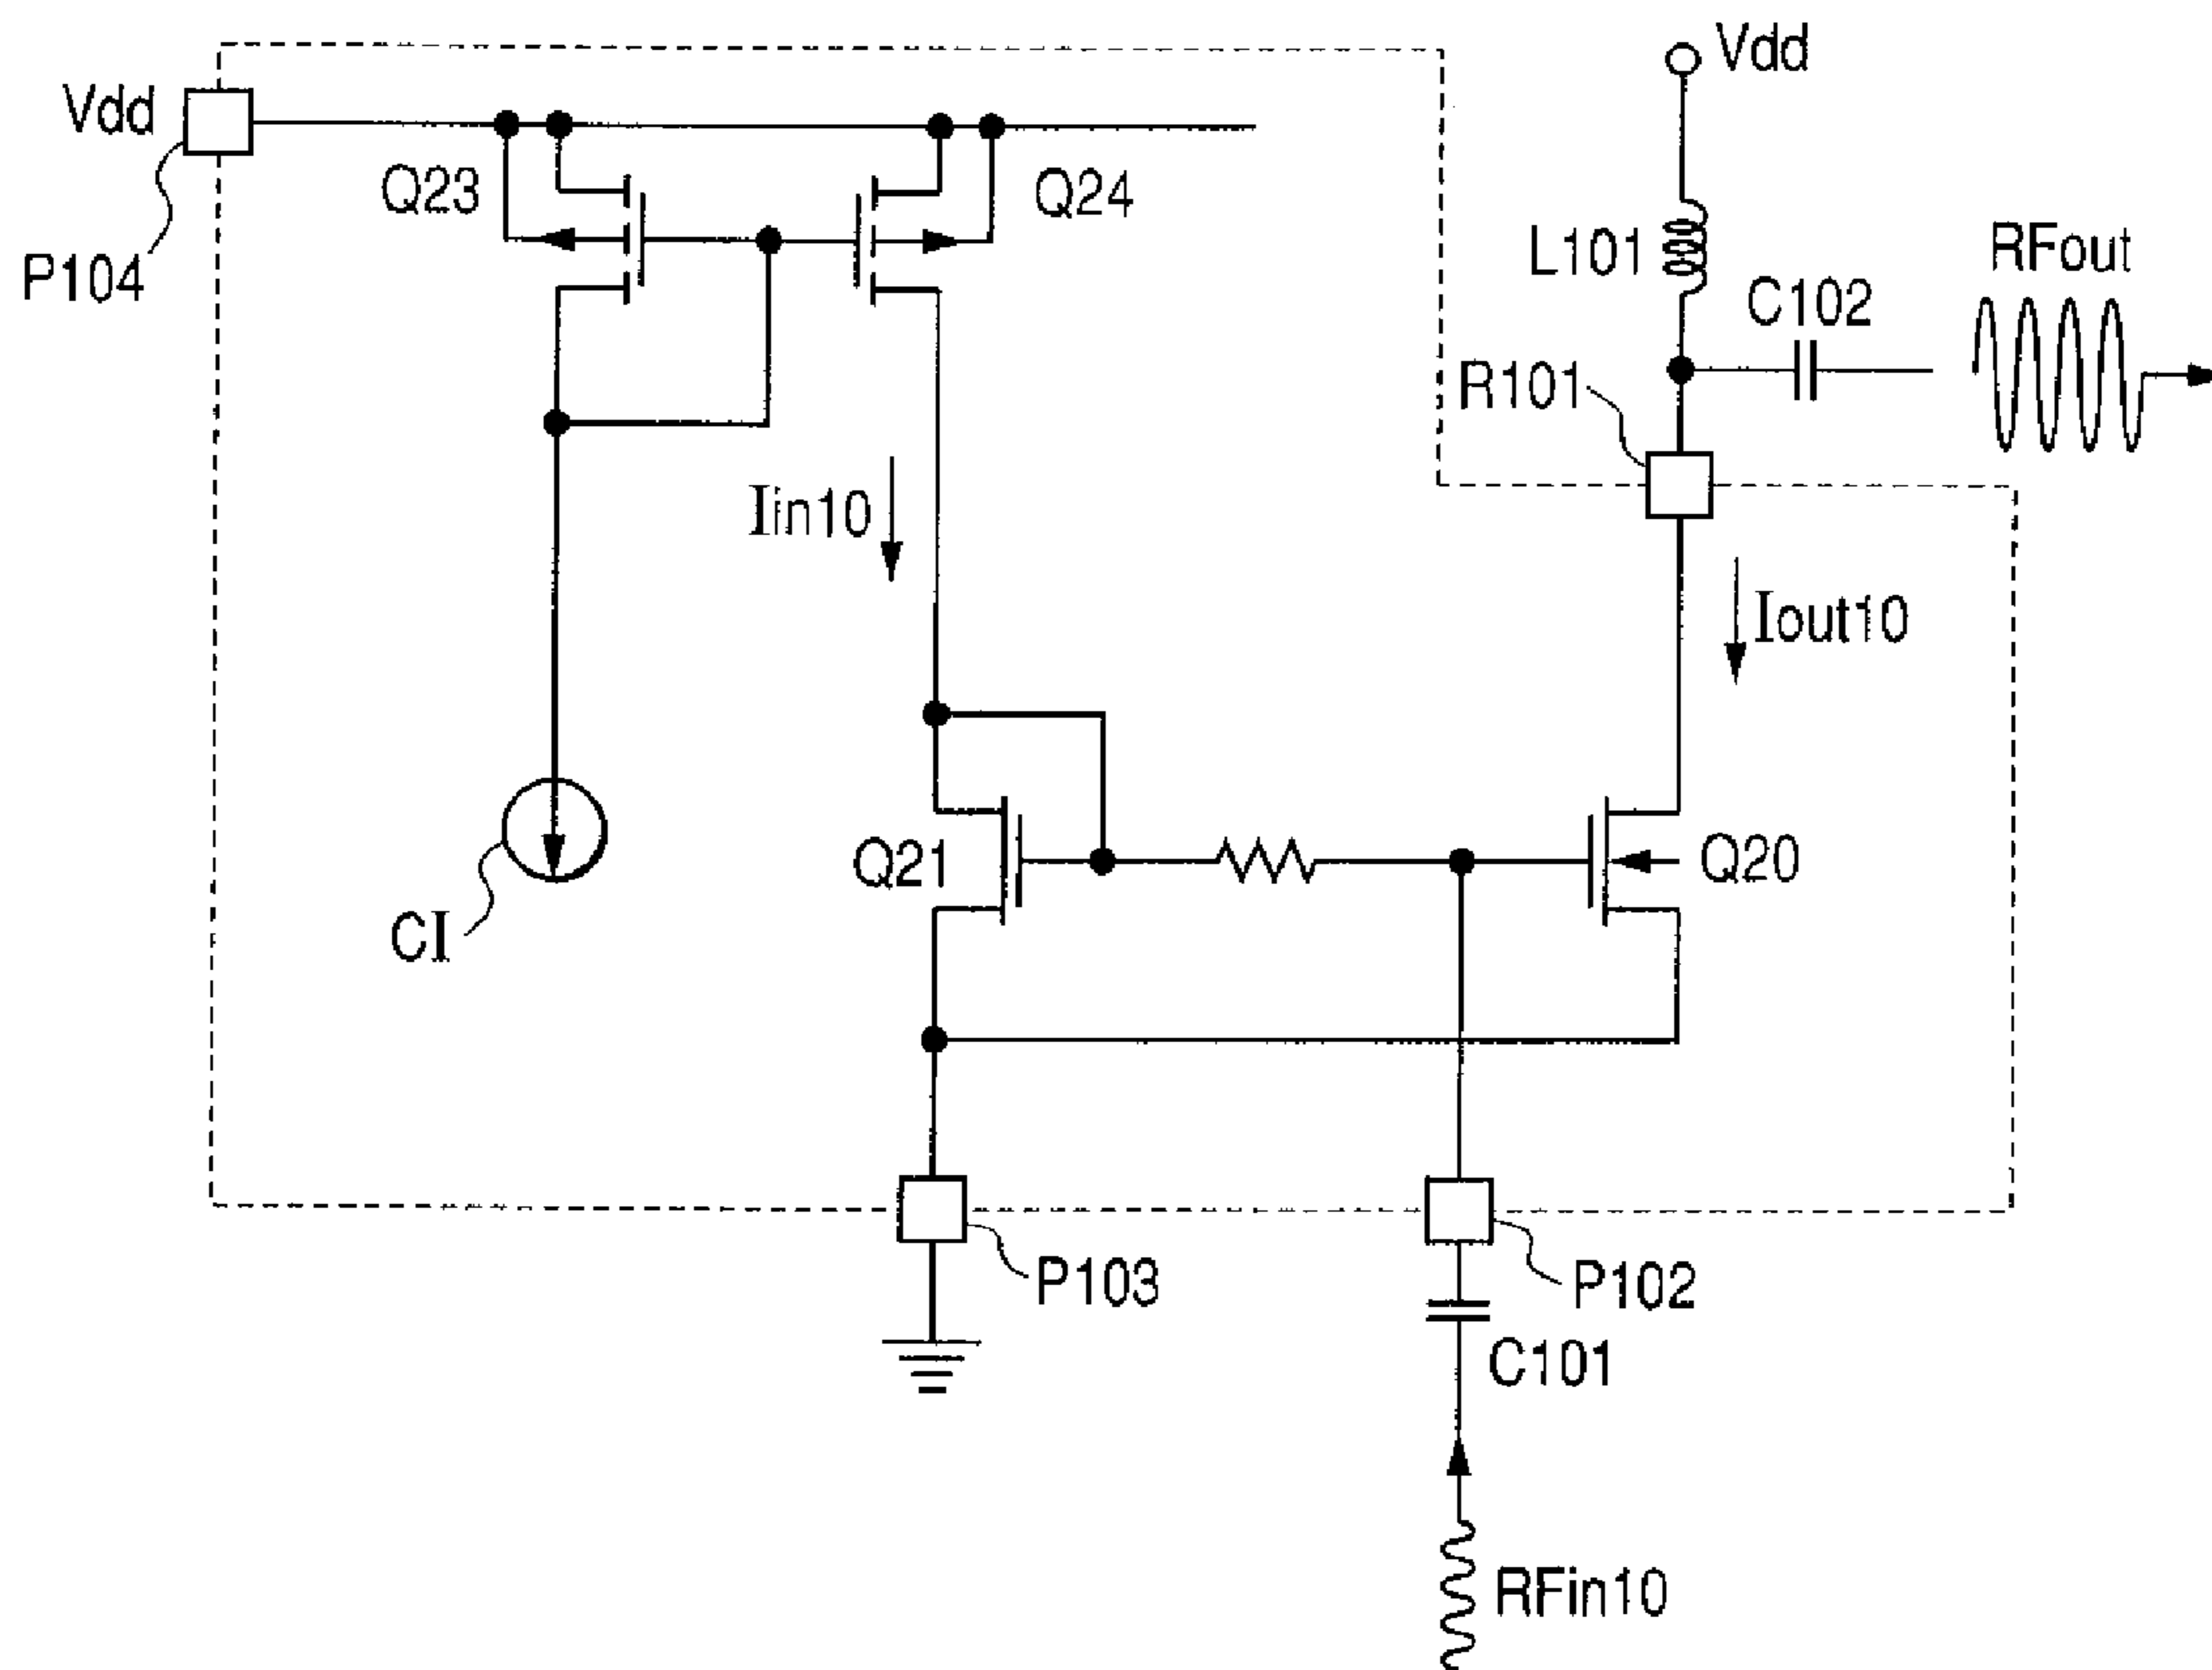 Vdd
Vdd
Q23
Q24
P104
L101
RFout
C102
R101
Iin10
Iout10
Q21
Q20
CI
P103
P102
C101
RFin10